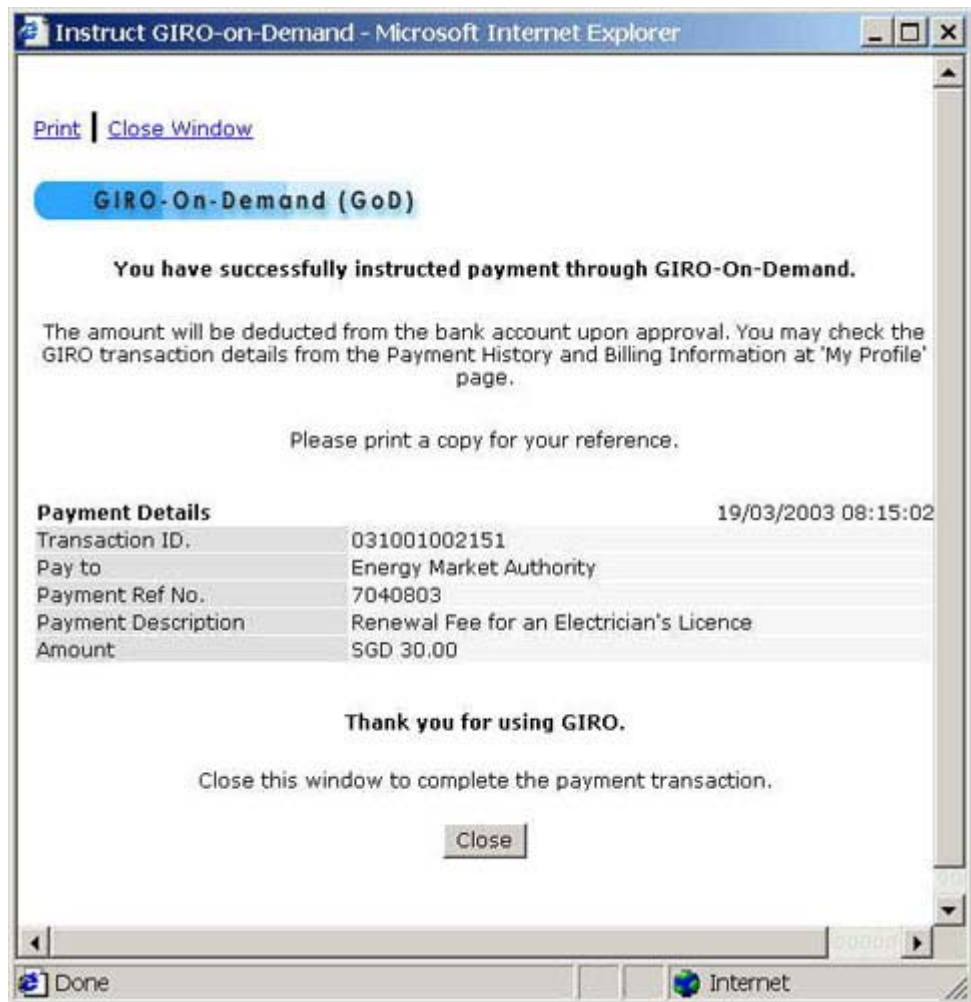 Instruct GIRO-on-Demand - Microsoft Internet Explorer
Print | Close Window
GIRO-On-Demand (GoD)
You have successfully instructed payment through GIRO-On-Demand.
The amount will be deducted from the bank account upon approval. You may check the
GIRO transaction details from the Payment History and Billing Information at 'My Profile'
page.
Please print a copy for your reference.
Payment Details 19/03/2003 08:15:02
Transaction ID. 031001002151
Pay to Energy Market Authority
Payment Ref No. 7040803
Payment Description Renewal Fee for an Electrician's Licence
Amount SGD 30.00
Thank you for using GIRO.
Close this window to complete the payment transaction.
Close
Done Internet